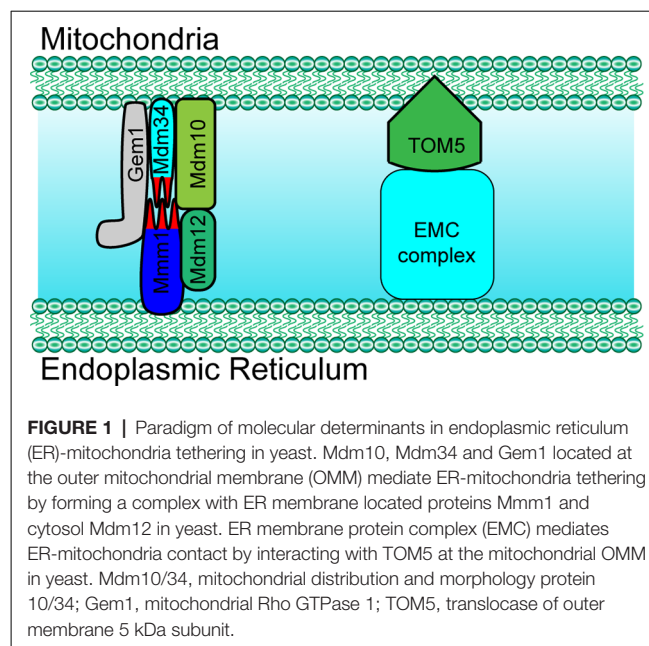 Mitochondria
Gem1
Mdm34
Mdm10
Mmm1
Mdm12
TOM5
EMC
complex
Endoplasmic Reticulum
FIGURE 1 | Paradigm of molecular determinants in endoplasmic reticulum
(ER)-mitochondria tethering in yeast. Mdm10, Mdm34 and Gem1 located at
the outer mitochondrial membrane (OMM) mediate ER-mitochondria tethering
by forming a complex with ER membrane located proteins Mmm1 and
cytosol Mdm12 in yeast. ER membrane protein complex (EMC) mediates
ER-mitochondria contact by interacting with TOM5 at the mitochondrial OMM
in yeast. Mdm10/34, mitochondrial distribution and morphology protein
10/34; Gem1, mitochondrial Rho GTPase 1; TOM5, translocase of outer
membrane 5 kDa subunit.